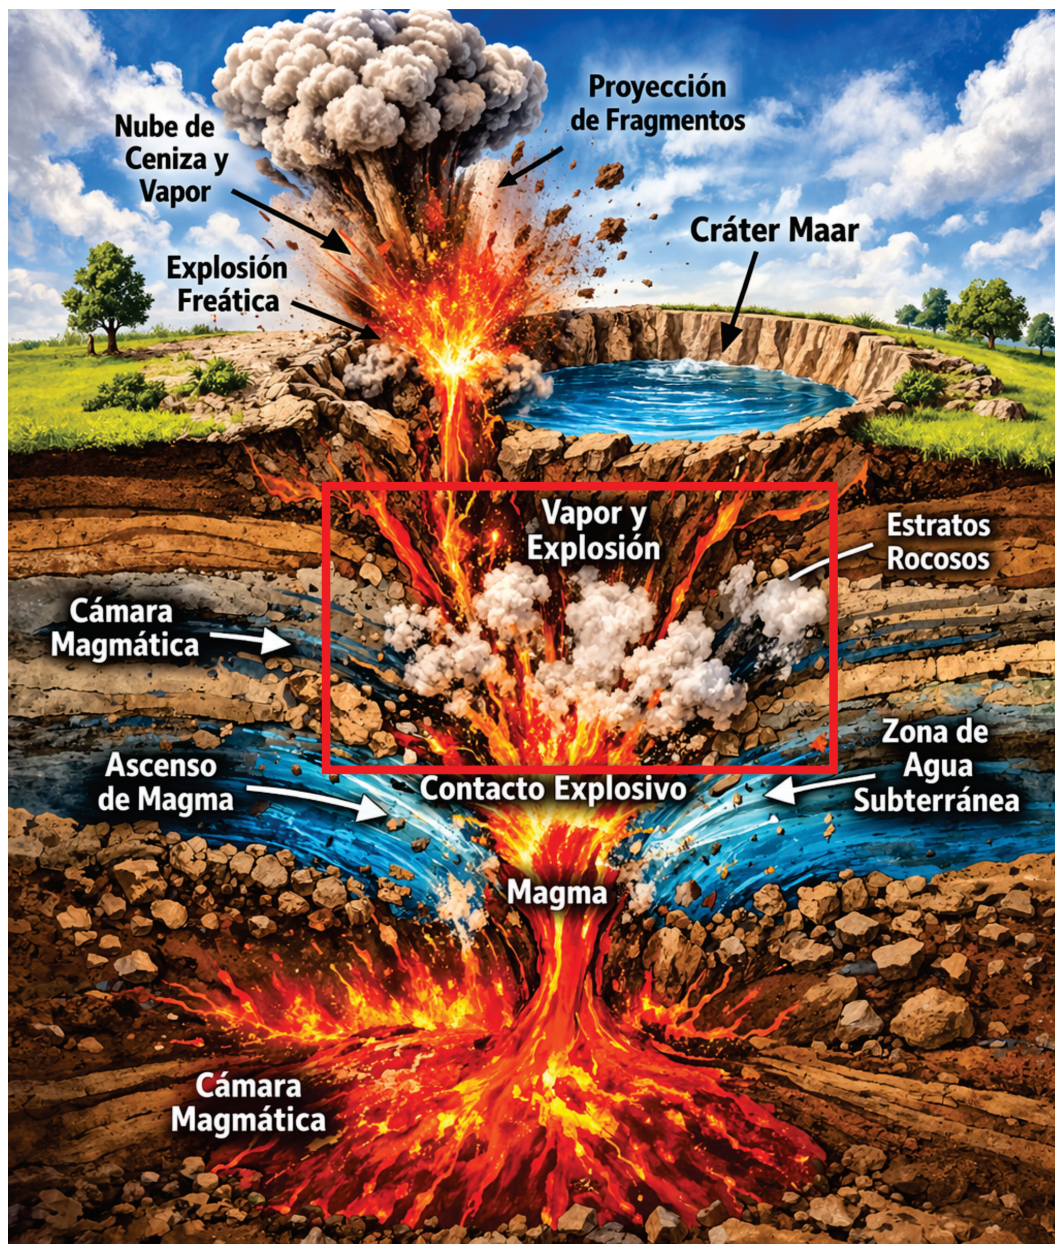 Proyección
de Fragmentos
Nube de
Ceniza y
Vapor
Cráter Maar
Explosión
Freática
Vapor y
Explosión
Estratos
Rocosos
Cámara
Magmática
Zona de
Agua
Subterránea
Ascenso
de Magma
Contacto Explosivo
Magma
Cámara
Magmática